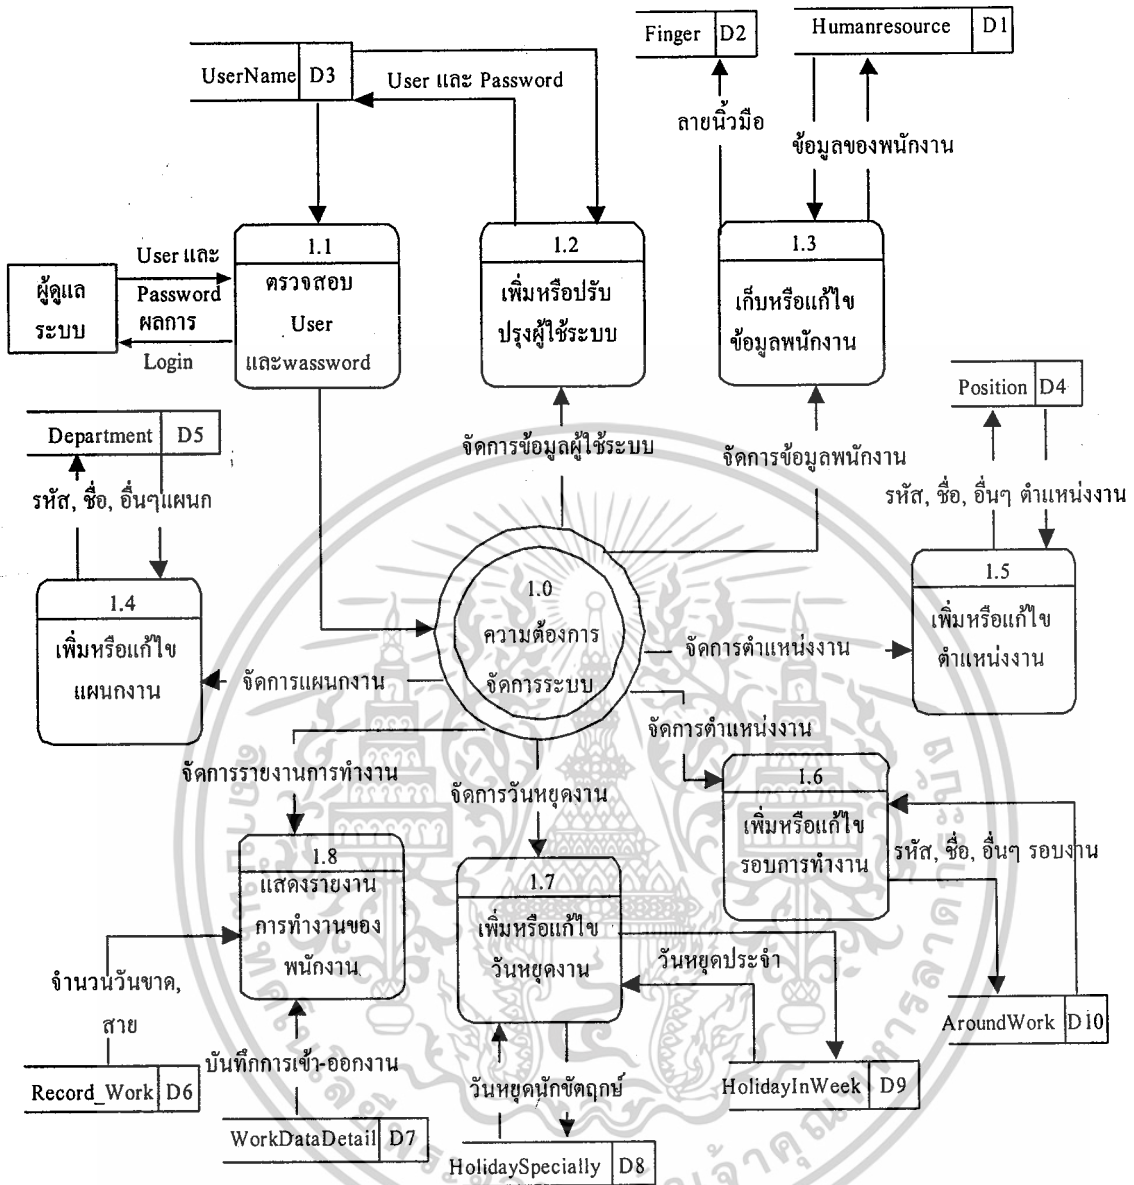 Finger D2
Humanresource D1
UserName D3
User และ Password
ลายนิ้วมือ
ข้อมูลของพนักงาน
1.1
ตรวจสอบ
User
และwassword
1.2
เพิ่มหรือปรับ
ปรุงผู้ใช้ระบบ
1.3
เก็บหรือแก้ไข
ข้อมูลพนักงาน
ผู้ดูแล
ระบบ
User และ
Password
ผลการ
Login
Position D4
Department D5
จัดการข้อมูลผู้ใช้ระบบ
จัดการข้อมูลพนักงาน
รหัส, ชื่อ, อื่นๆแผนก
รหัส, ชื่อ, อื่นๆ ตำแหน่งงาน
1.4
เพิ่มหรือแก้ไข
แผนกงาน
1.0
ความต้องการ
จัดการระบบ
1.5
เพิ่มหรือแก้ไข
ตำแหน่งงาน
จัดการแผนกงาน
จัดการตำแหน่งงาน
จัดการตำแหน่งงาน
จัดการรายงานการทำงาน
จัดการวันหยุดงาน
1.6
เพิ่มหรือแก้ไข
รอบการทำงาน
รหัส, ชื่อ, อื่นๆ รอบงาน
1.8
แสดงรายงาน
การทำงานของ
พนักงาน
1.7
เพิ่มหรือแก้ไข
วันหยุดงาน
จำนวนวันขาด,
สาย
วันหยุดประจำ
AroundWork D10
บันทึกการเข้า-ออกงาน
วันหยุดนักขัตฤกษ์
Record_Work D6
HolidayInWeek D9
WorkDataDetail D7
HolidaySpecially D8